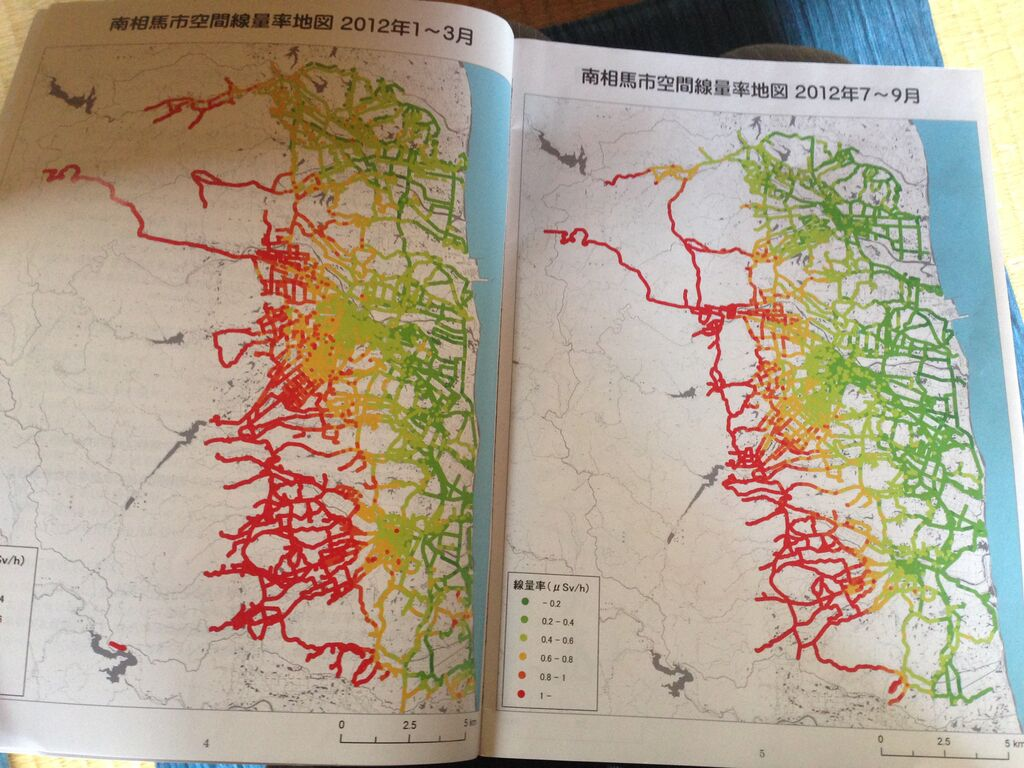 南相馬市空間線量率地図 2012年1～3月
Sv/h)
4
0 2.5 5 km
4
南相馬市空間線量率地図 2012年7～9月
線量率(μSv/h)
- 0.2
0.2 - 0.4
0.4 - 0.6
0.6 - 0.8
0.8 - 1
1 -
0 2.5 5 km
5